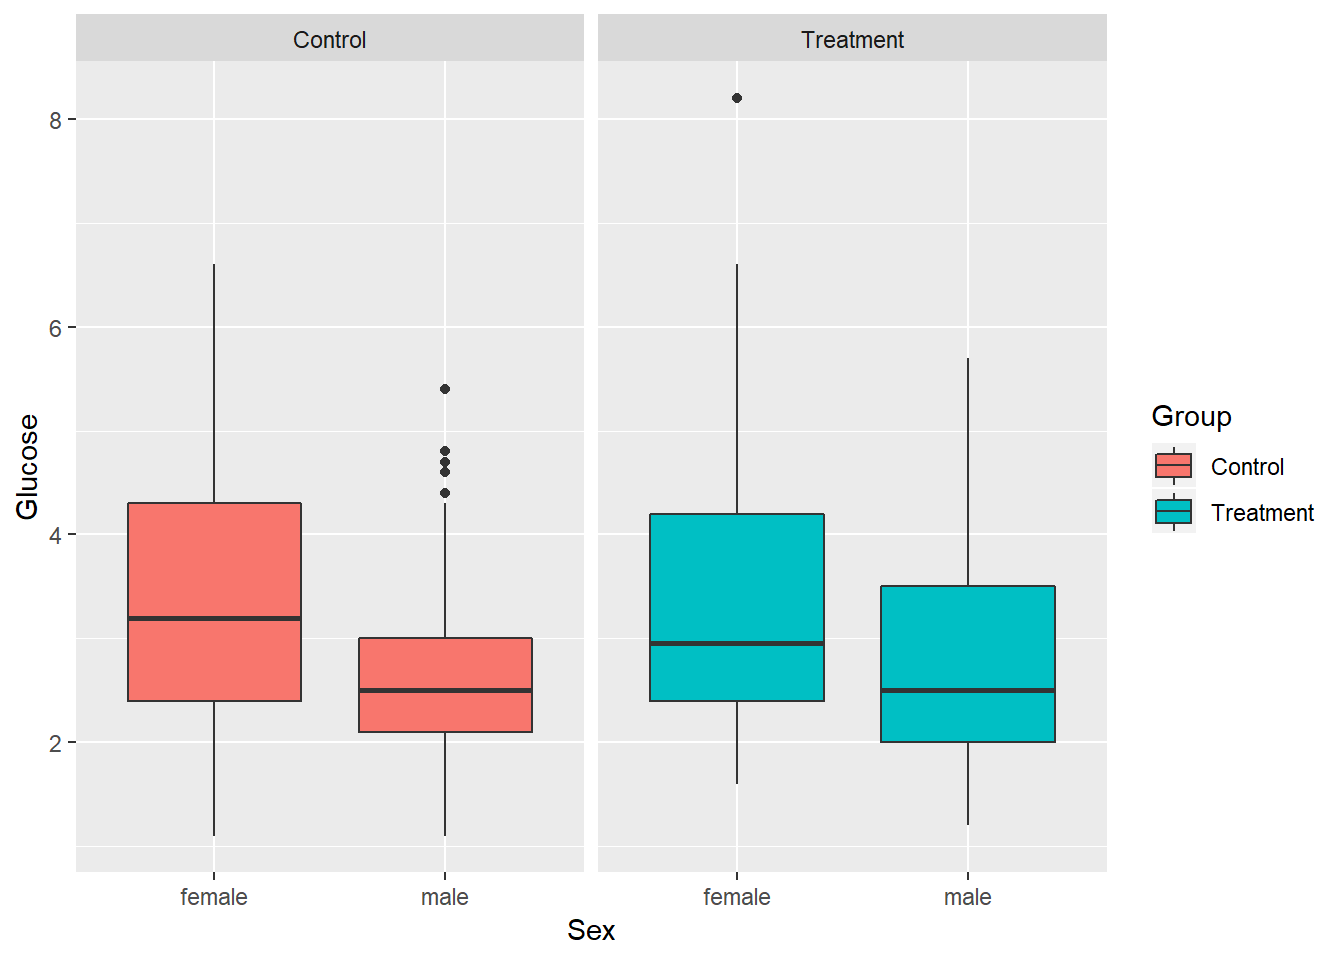 Control
Treatment
8
6
4
2
Glucose
female
male
female
male
Sex
Group
Control
Treatment